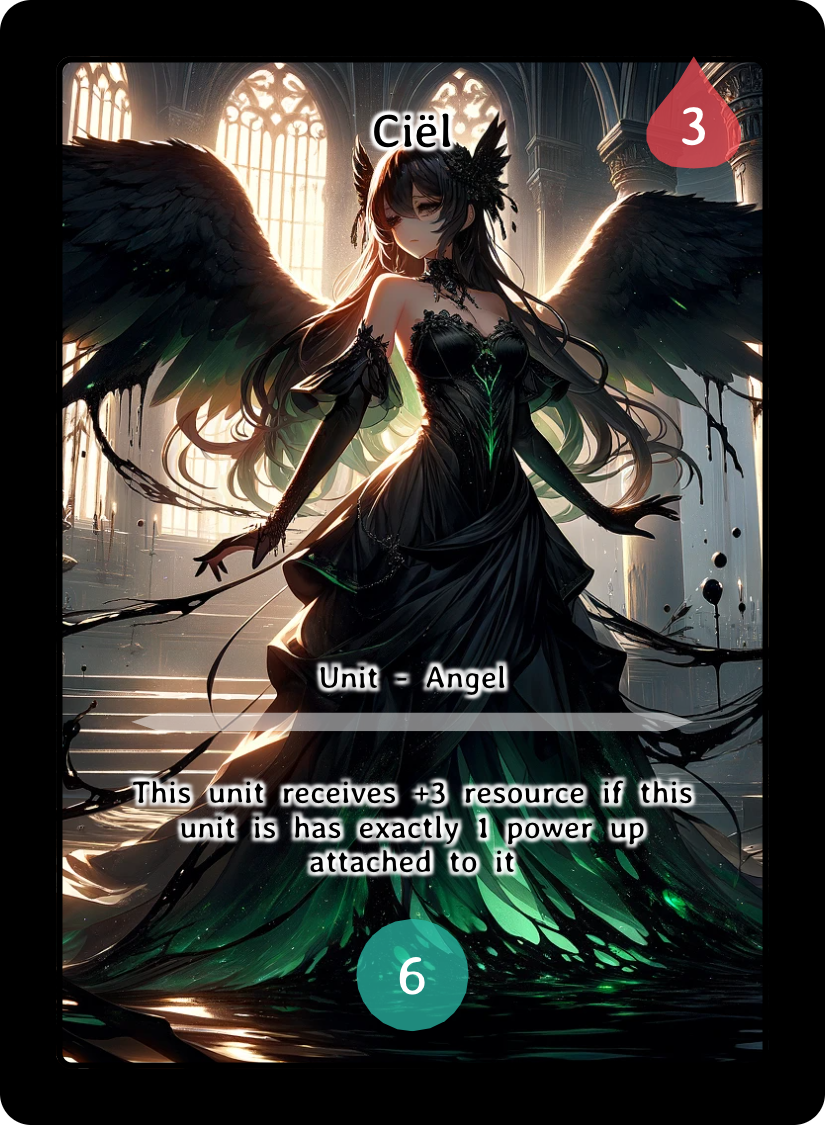 Ciël
3
Unit - Angel
This unit receives +3 resource if this
unit is has exactly 1 power up
attached to it
6